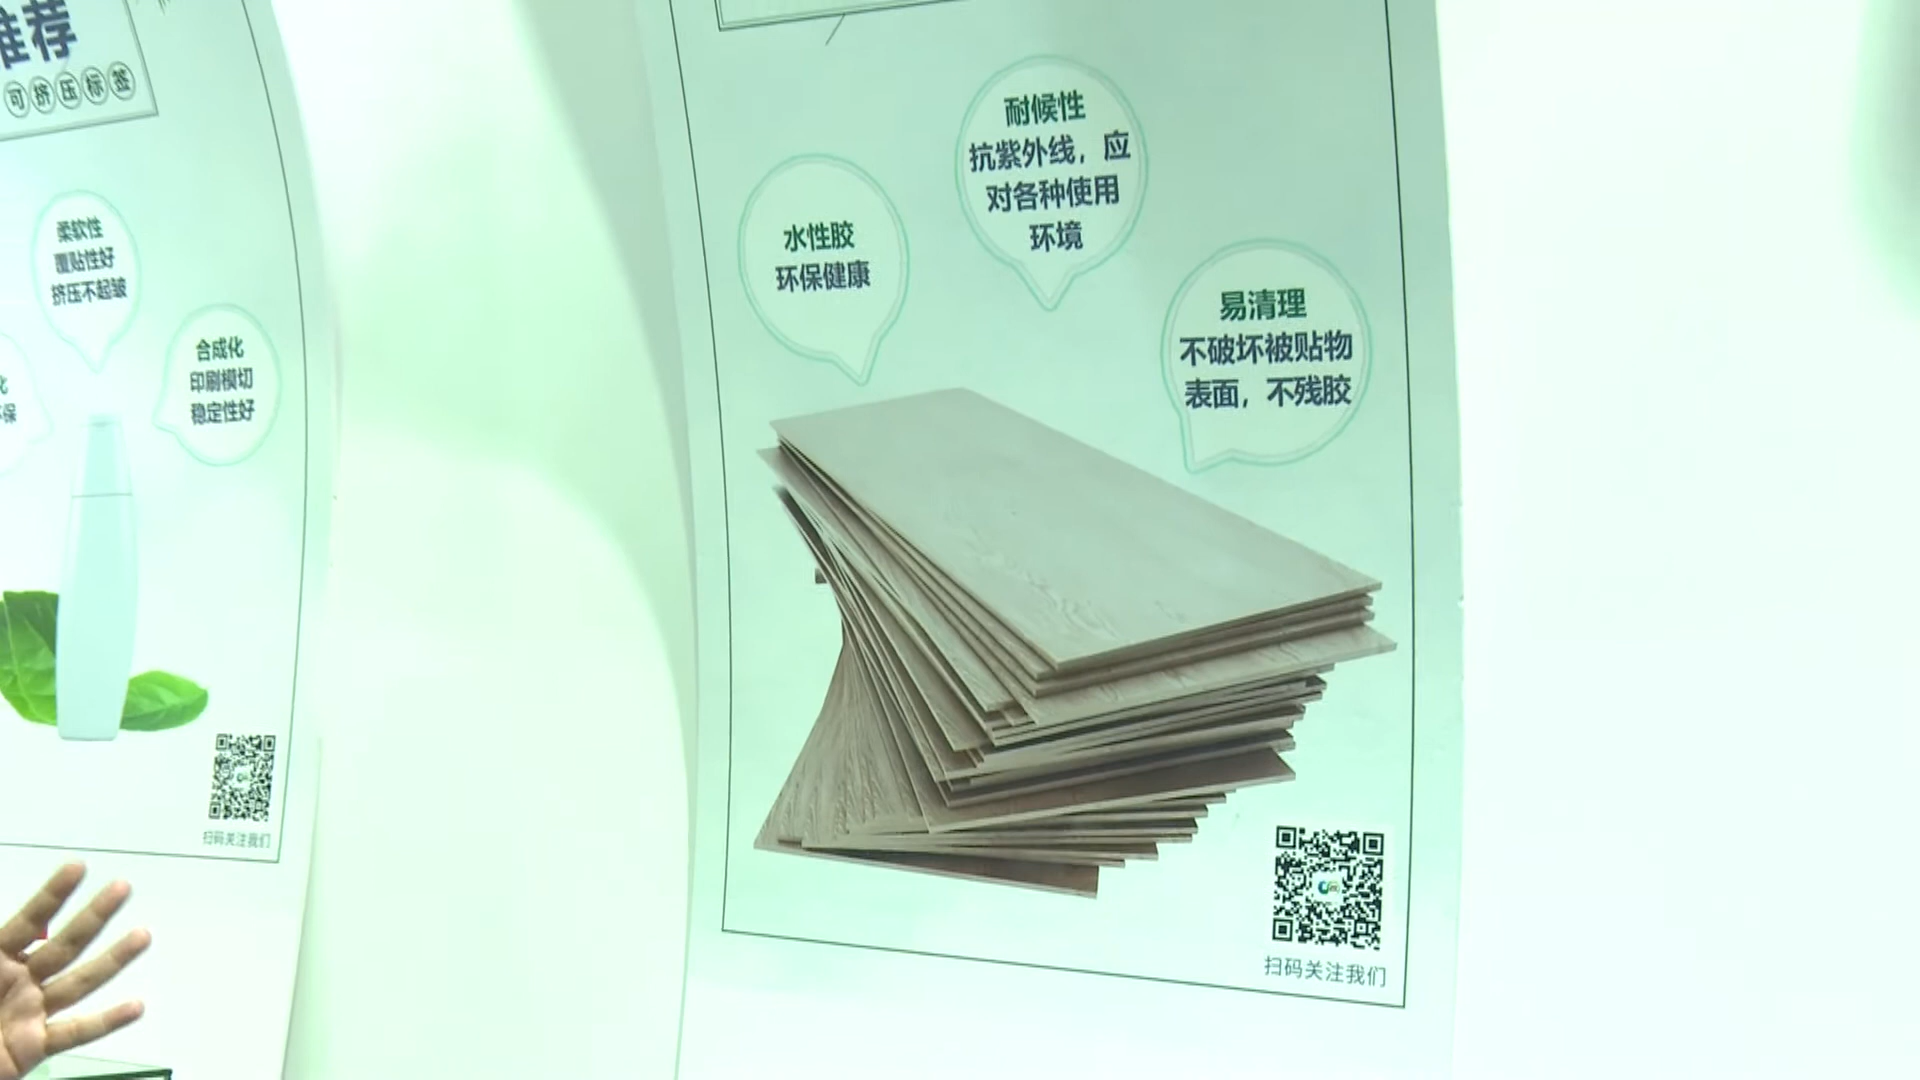 推荐
可挤压标签
柔软性
覆贴性好
挤压不起皱
合成化
印刷模切
稳定性好
扫码关注我们
耐候性
抗紫外线，应
对各种使用
环境
水性胶
环保健康
易清理
不破坏被贴物
表面，不残胶
扫码关注我们